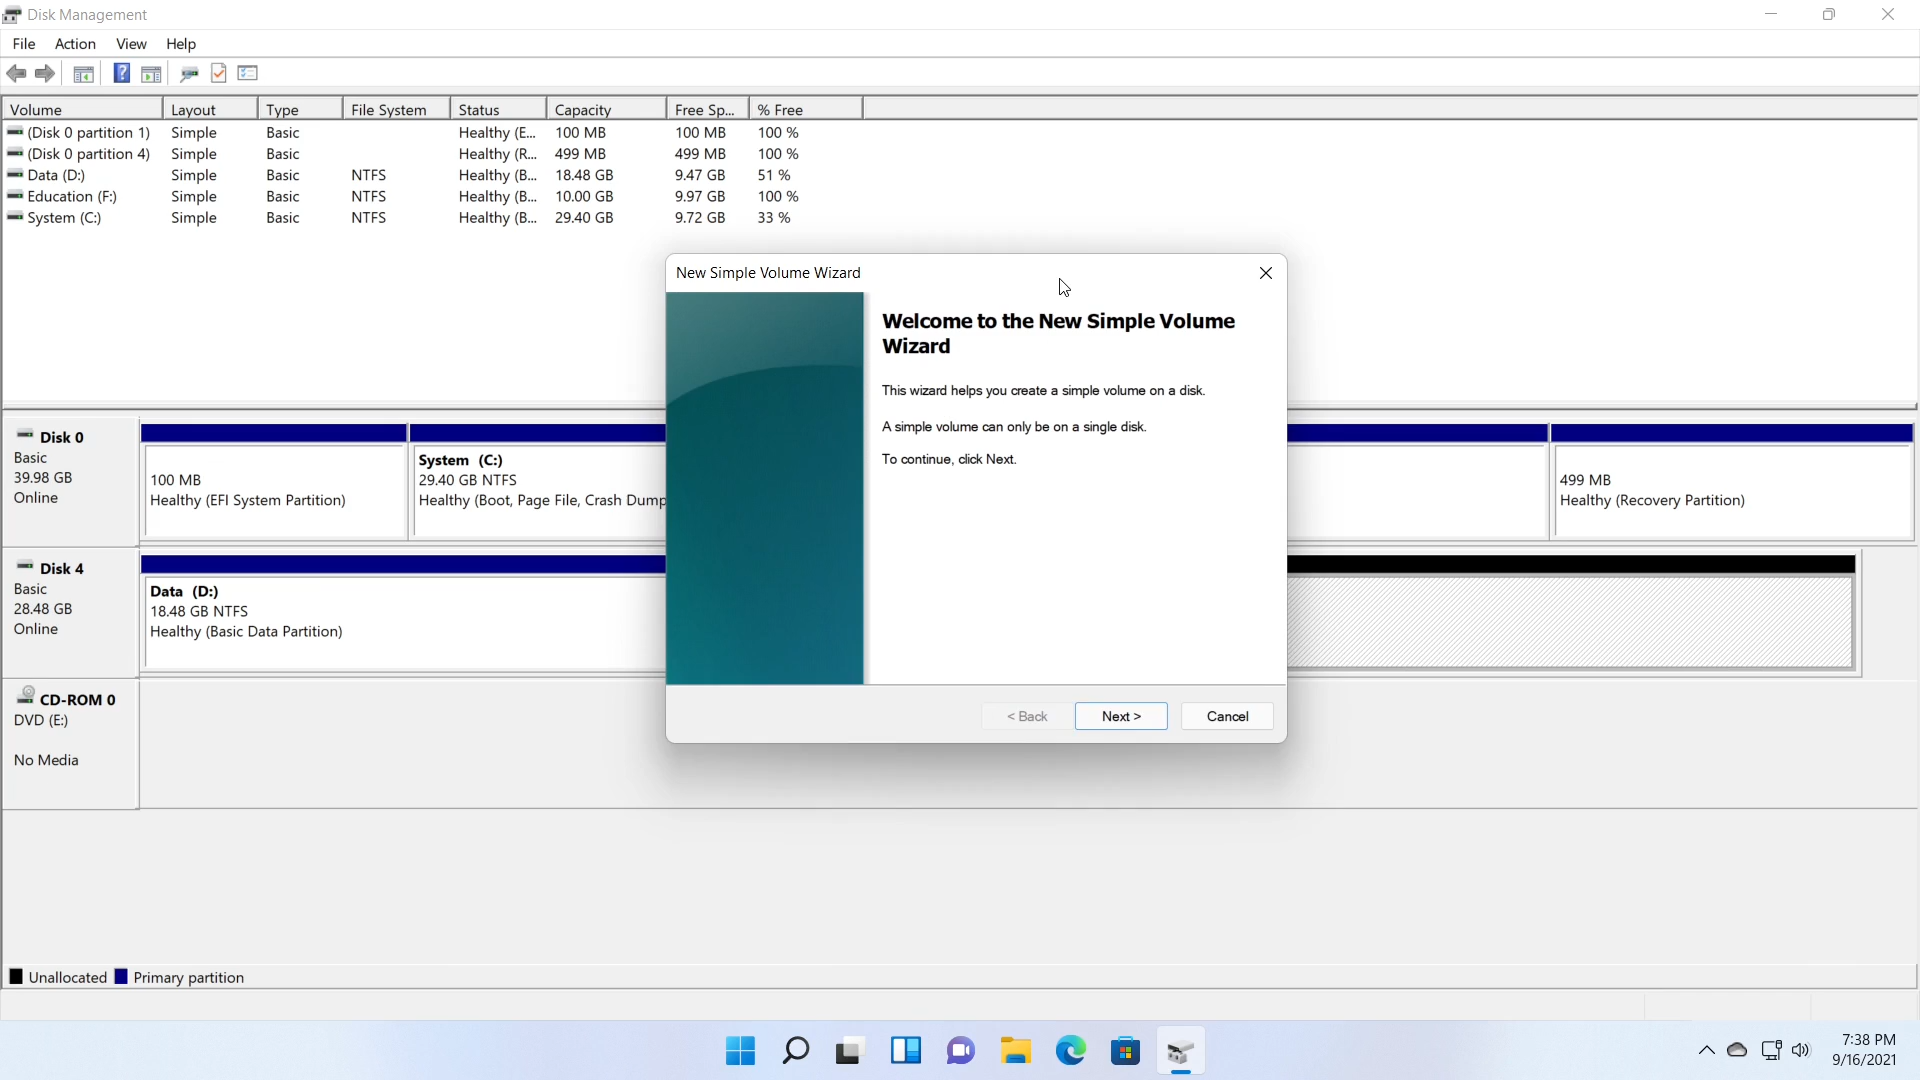 Disk Management
File Action View Help
Volume Layout Type File System Status Capacity Free Sp... % Free
(Disk 0 partition 1) Simple Basic Healthy (E... 100 MB 100 MB 100 %
(Disk 0 partition 4) Simple Basic Healthy (R... 499 MB 499 MB 100 %
Data (D:) Simple Basic NTFS Healthy (B... 18.48 GB 9.47 GB 51 %
Education (F:) Simple Basic NTFS Healthy (B... 10.00 GB 9.97 GB 100 %
System (C:) Simple Basic NTFS Healthy (B... 29.40 GB 9.72 GB 33 %
New Simple Volume Wizard
Welcome to the New Simple Volume
Wizard
This wizard helps you create a simple volume on a disk.
A simple volume can only be on a single disk.
To continue, click Next.
< Back Next > Cancel
Disk 0
Basic
39.98 GB
Online
100 MB
Healthy (EFI System Partition)
System (C:)
29.40 GB NTFS
Healthy (Boot, Page File, Crash Dump
499 MB
Healthy (Recovery Partition)
Disk 4
Basic
28.48 GB
Online
Data (D:)
18.48 GB NTFS
Healthy (Basic Data Partition)
CD-ROM 0
DVD (E:)
No Media
Unallocated Primary partition
7:38 PM
9/16/2021